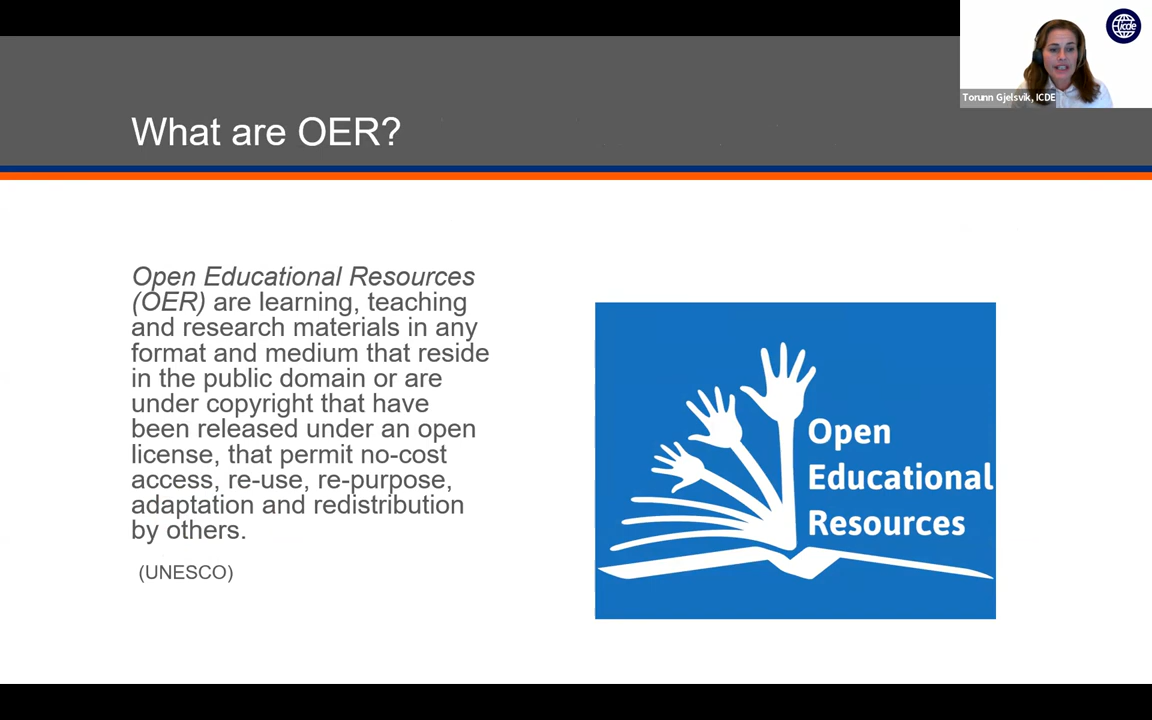 icde
Torunn Gjelsvik, ICDE
What are OER?
Open Educational Resources
(OER) are learning, teaching
and research materials in any
format and medium that reside
in the public domain or are
under copyright that have
been released under an open
license, that permit no-cost
access, re-use, re-purpose,
adaptation and redistribution
by others.
(UNESCO)
Open
Educational
Resources